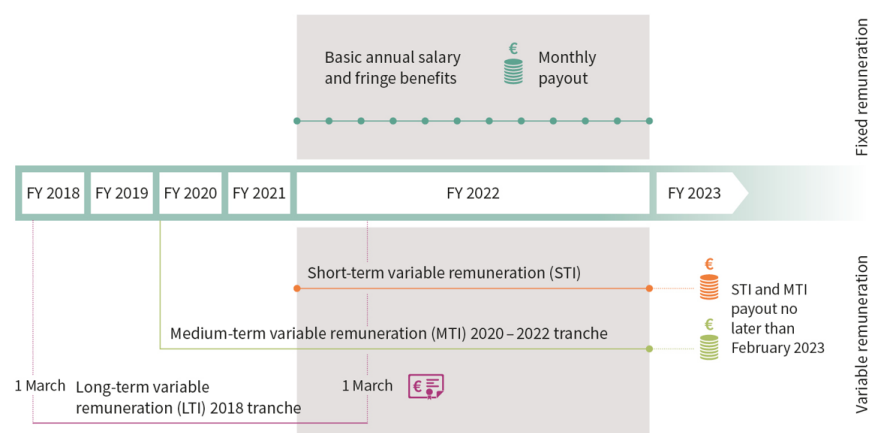 Basic annual salary
and fringe benefits
€
Monthly
payout
Fixed remuneration
FY 2018
FY 2019
FY 2020
FY 2021
FY 2022
FY 2023
Short-term variable remuneration (STI)
€
STI and MTI
payout no
later than
February 2023
€
Medium-term variable remuneration (MTI) 2020 – 2022 tranche
1 March
Long-term variable
remuneration (LTI) 2018 tranche
1 March
€
Variable remuneration